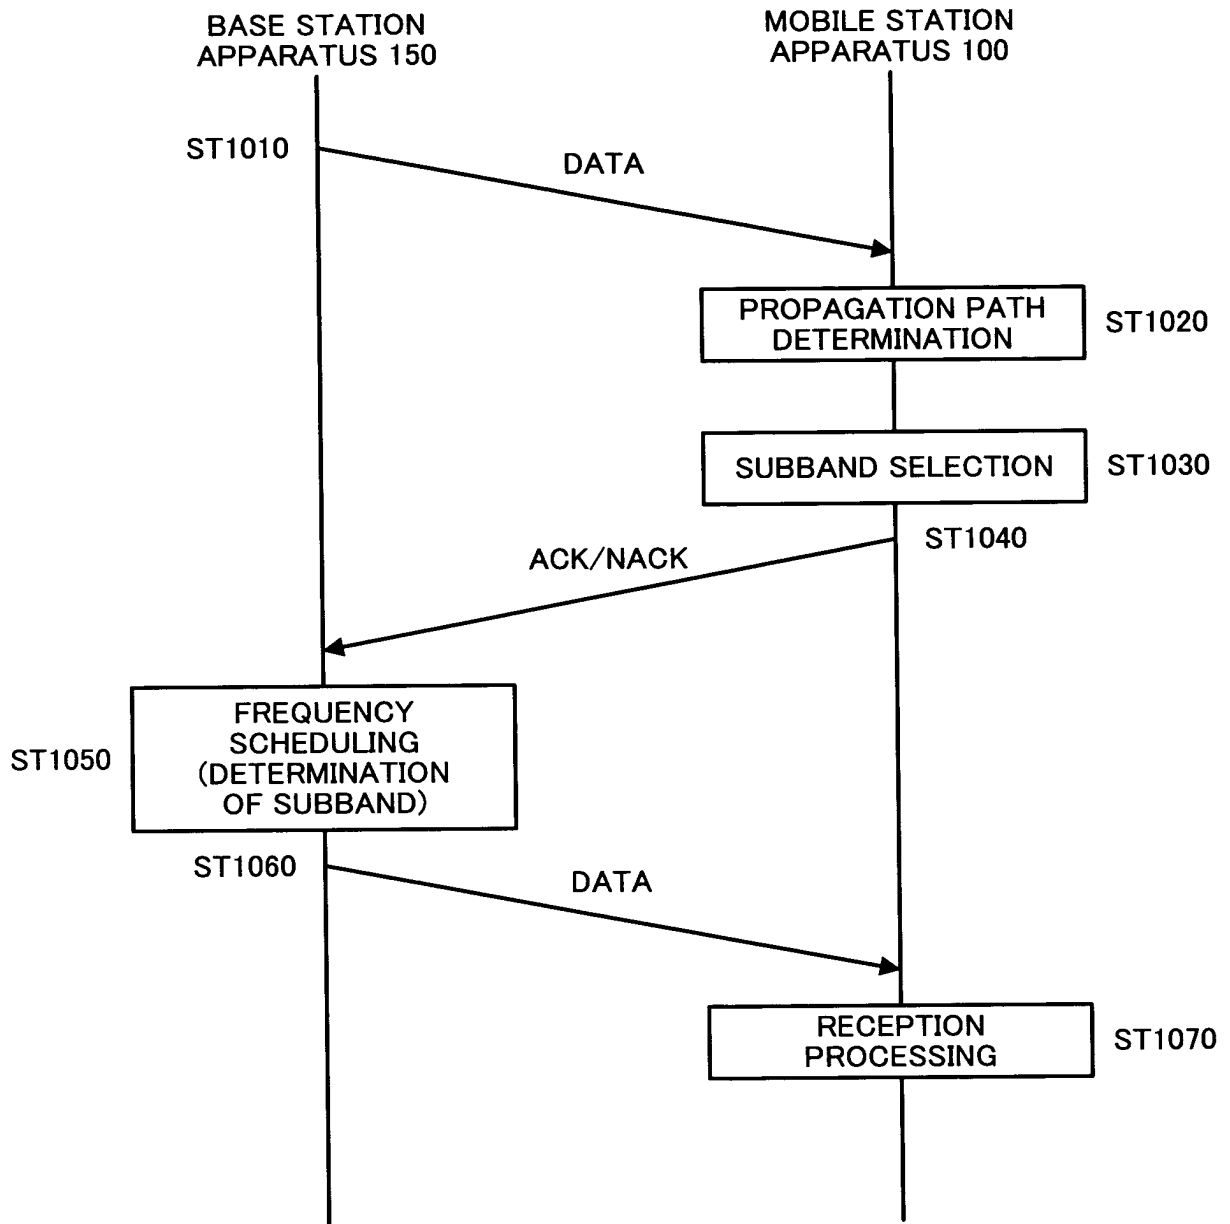 BASE STATION
APPARATUS 150
MOBILE STATION
APPARATUS 100
ST1010
DATA
PROPAGATION PATH
DETERMINATION
ST1020
SUBBAND SELECTION
ST1030
ST1040
ACK/NACK
FREQUENCY
SCHEDULING
(DETERMINATION
OF SUBBAND)
ST1050
ST1060
DATA
RECEPTION
PROCESSING
ST1070